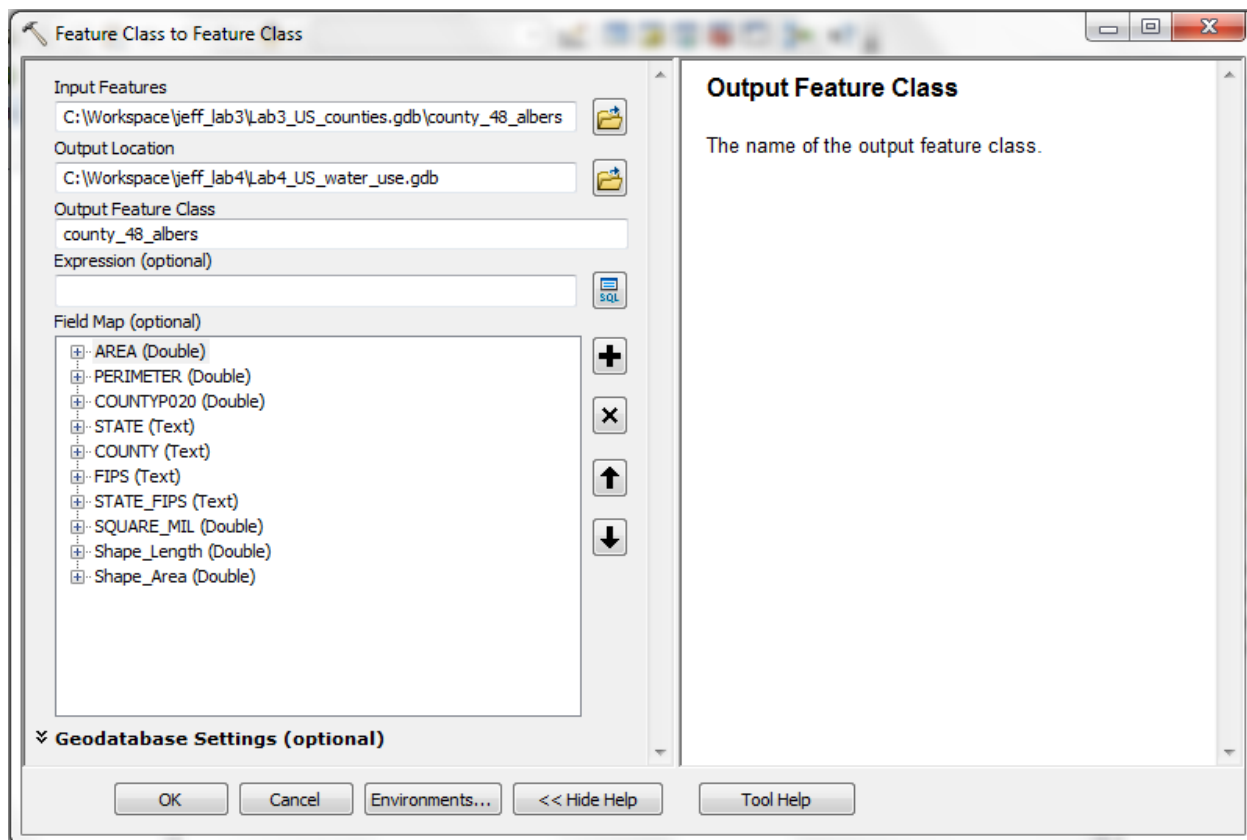 Feature Class to Feature Class
Input Features
C:\Workspace\jeff_lab3\Lab3_US_counties.gdb\county_48_albers
Output Location
C:\Workspace\jeff_lab4\Lab4_US_water_use.gdb
Output Feature Class
county_48_albers
Expression (optional)
SQL
Field Map (optional)
AREA (Double)
PERIMETER (Double)
COUNTYP020 (Double)
STATE (Text)
COUNTY (Text)
FIPS (Text)
STATE_FIPS (Text)
SQUARE_MIL (Double)
Shape_Length (Double)
Shape_Area (Double)
Geodatabase Settings (optional)
OK
Cancel
Environments...
<< Hide Help
Output Feature Class
The name of the output feature class.
Tool Help